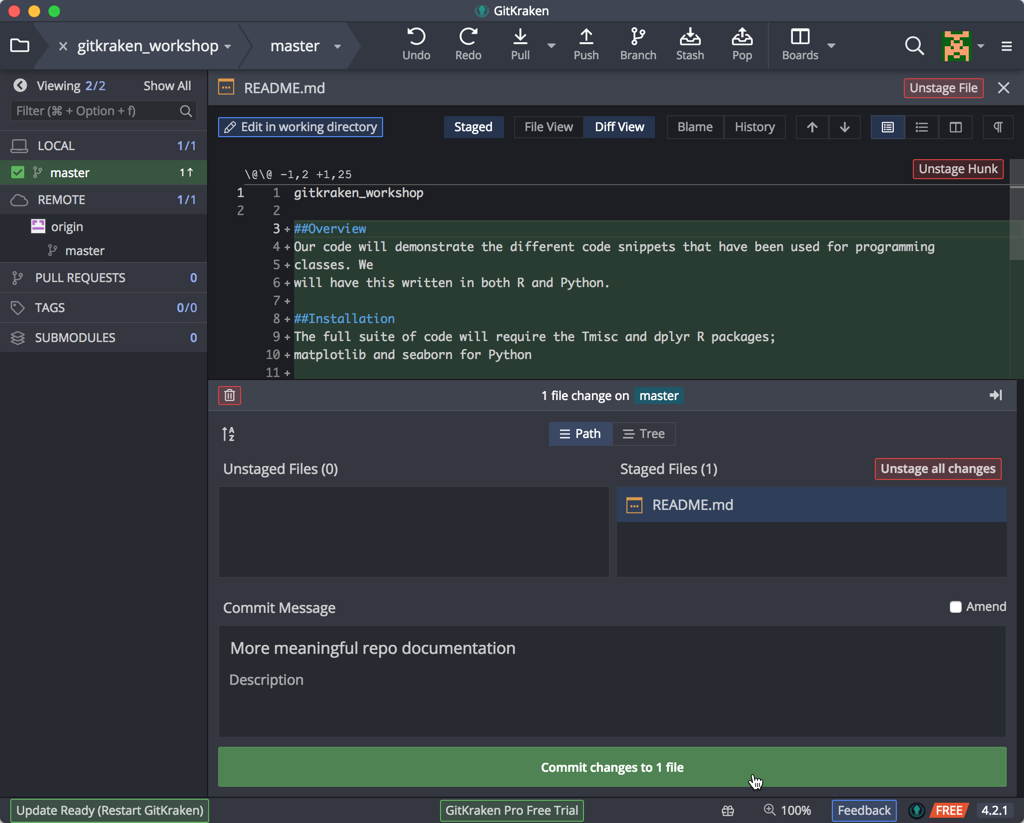 GitKraken
gitkraken_workshop
master
Undo
Redo
Pull
Push
Branch
Stash
Pop
Boards
Viewing 2/2
Show All
README.md
Unstage File
Filter (⌘ + Option + f)
Edit in working directory
Staged
File View
Diff View
Blame
History
LOCAL 1/1
master 1↑
REMOTE 1/1
origin
master
PULL REQUESTS 0
TAGS 0/0
SUBMODULES 0
\@\@ -1,2 +1,25
Unstage Hunk
1 1 gitkraken_workshop
2 2
3 + ##Overview
4 + Our code will demonstrate the different code snippets that have been used for programming
5 + classes. We
6 + will have this written in both R and Python.
7 +
8 + ##Installation
9 + The full suite of code will require the Tmisc and dplyr R packages;
10 + matplotlib and seaborn for Python
11 +
1 file change on master
A
Z
Path
Tree
Unstaged Files (0)
Staged Files (1)
Unstage all changes
README.md
Commit Message
Amend
More meaningful repo documentation
Description
Commit changes to 1 file
Update Ready (Restart GitKraken)
GitKraken Pro Free Trial
100%
Feedback
FREE
4.2.1